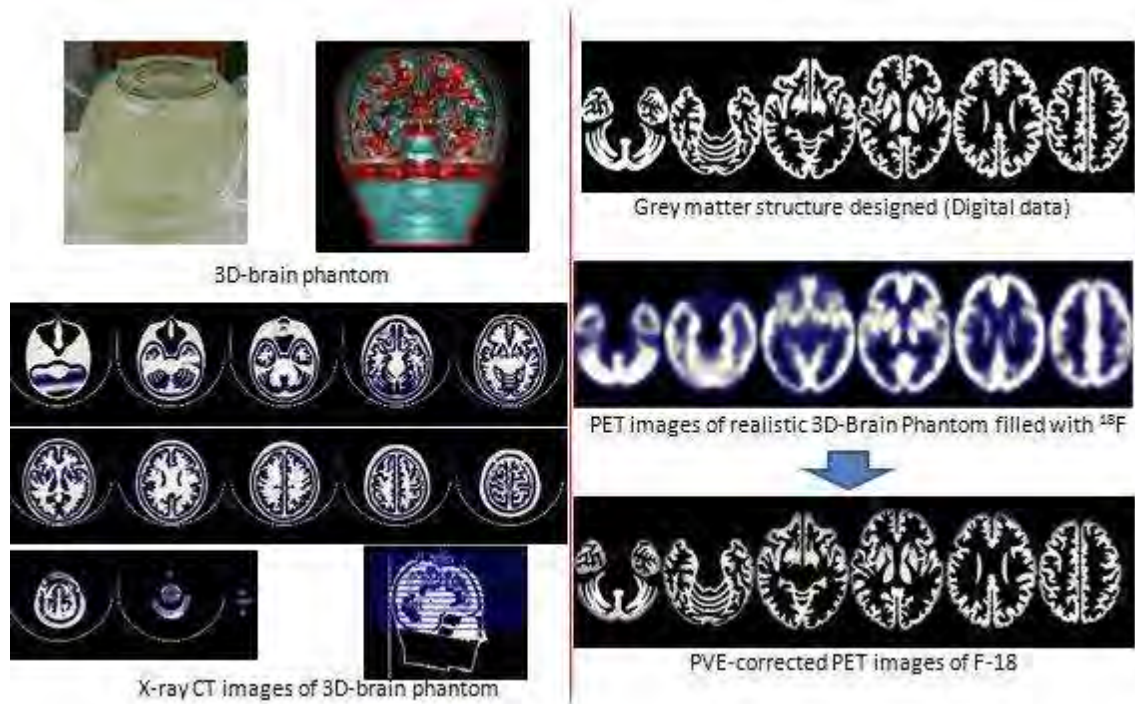 3D-brain phantom
X-ray CT images of 3D-brain phantom
Grey matter structure designed (Digital data)
PET images of realistic 3D-Brain Phantom filled with ¹⁸F
PVE-corrected PET images of F-18